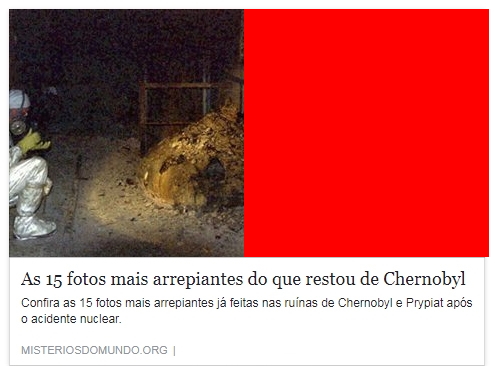 As 15 fotos mais arrepiantes do que restou de Chernobyl
Confira as 15 fotos mais arrepiantes já feitas nas ruínas de Chernobyl e Prypiat após
o acidente nuclear.
MISTERIOSDOMUNDO.ORG |